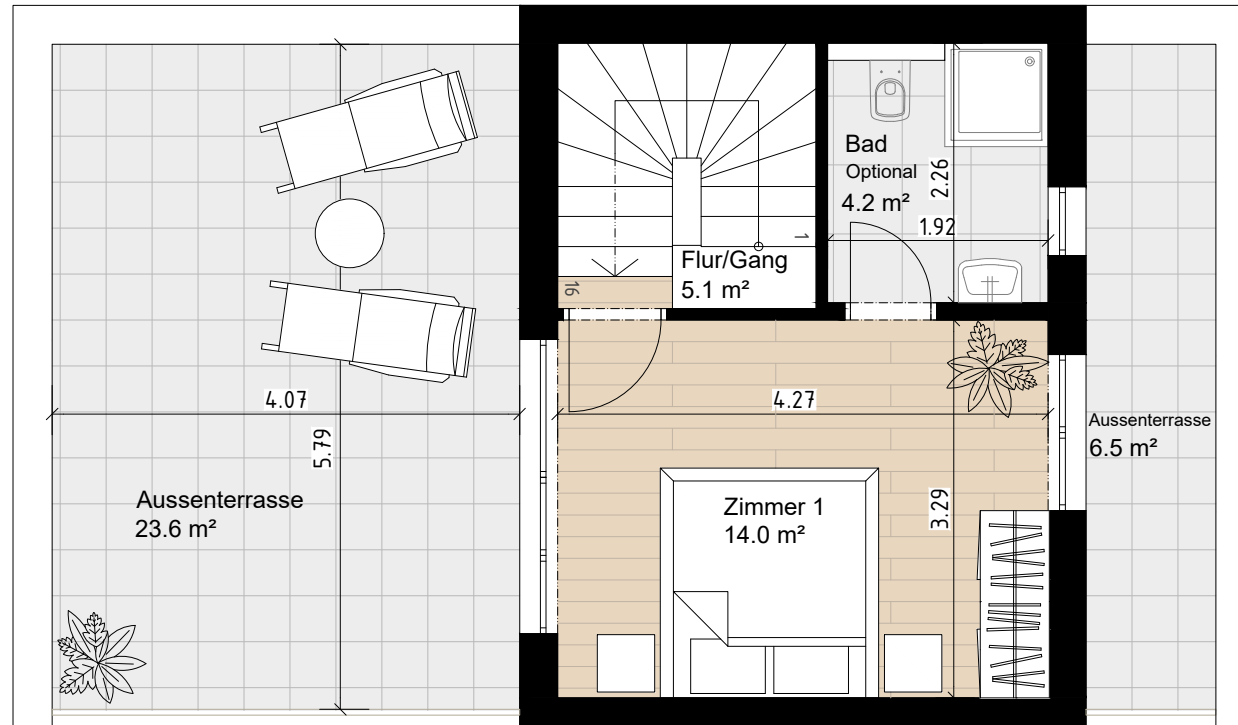 Bad
Optional
4.2 m²
2.26
1.92
1
Flur/Gang
5.1 m²
16
4.07
5.79
4.27
Aussenterrasse
6.5 m²
Aussenterrasse
23.6 m²
Zimmer 1
14.0 m²
3.29